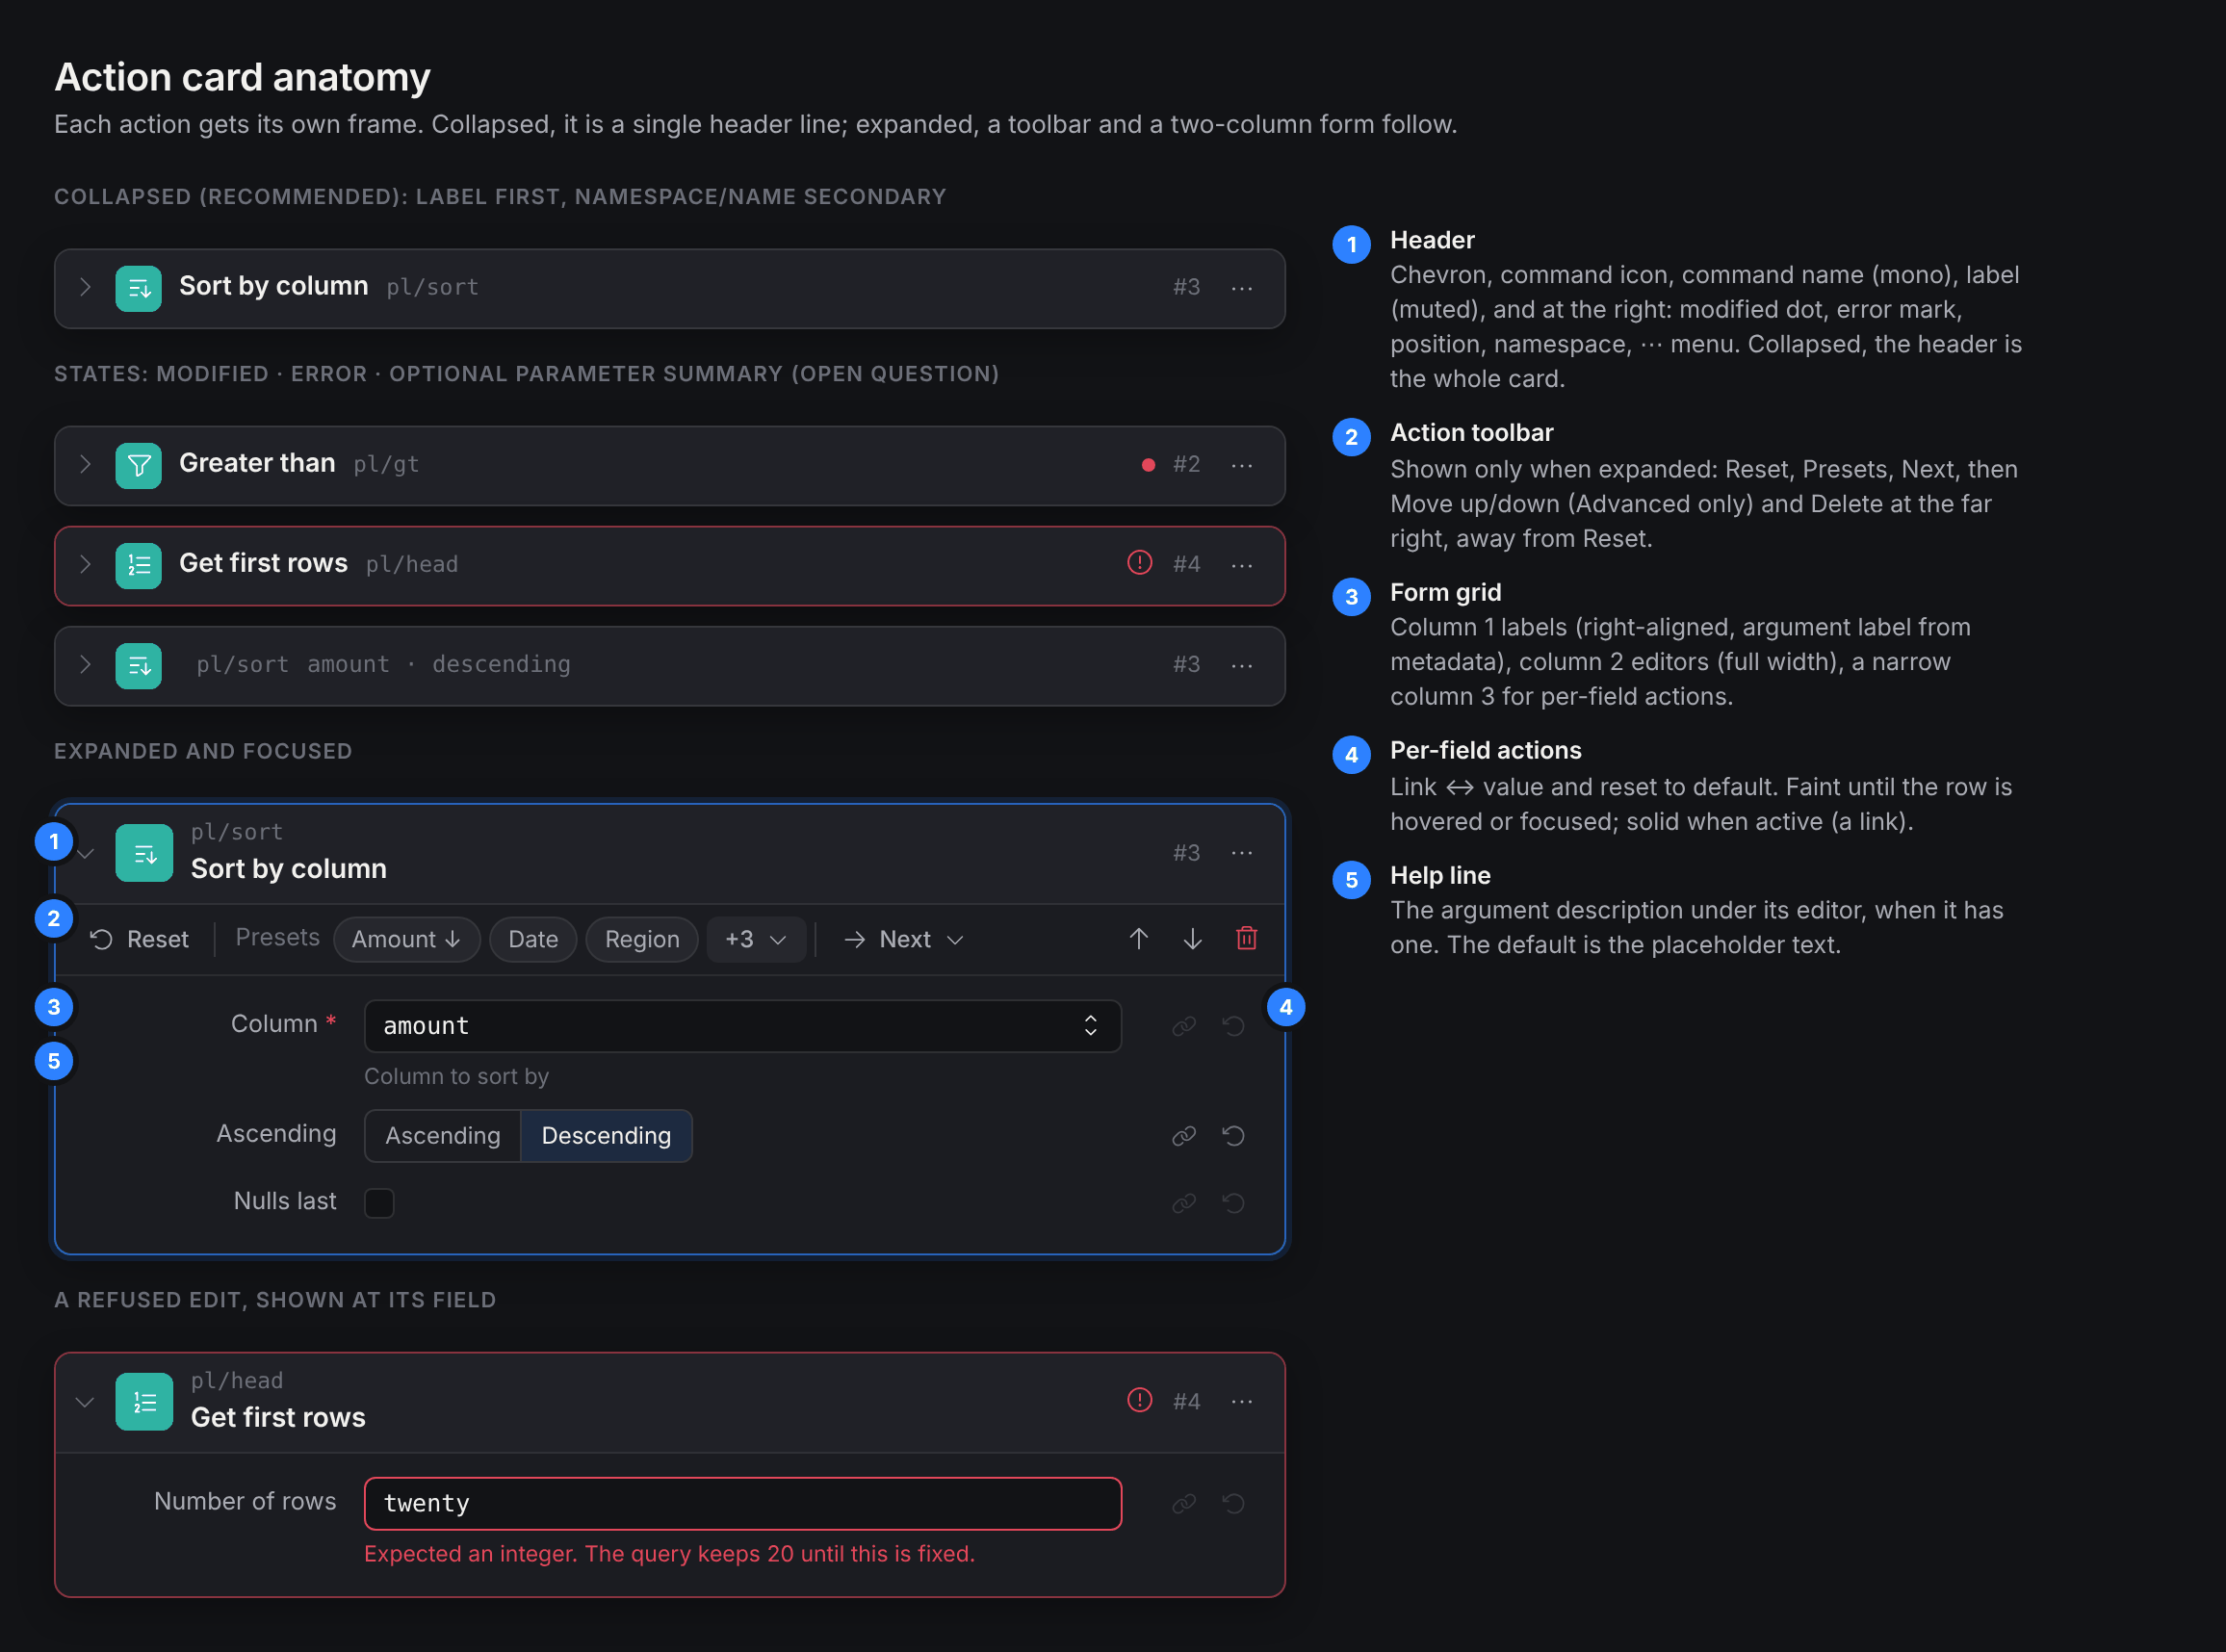 Action card anatomy
Each action gets its own frame. Collapsed, it is a single header line; expanded, a toolbar and a two-column form follow.
COLLAPSED (RECOMMENDED): LABEL FIRST, NAMESPACE/NAME SECONDARY
Sort by column pl/sort #3 ···
STATES: MODIFIED · ERROR · OPTIONAL PARAMETER SUMMARY (OPEN QUESTION)
Greater than pl/gt #2 ···
Get first rows pl/head #4 ···
pl/sort amount · descending #3 ···
EXPANDED AND FOCUSED
1
pl/sort
Sort by column
#3 ···
2
Reset Presets Amount ↓ Date Region +3 → Next ↑ ↓
3
Column * amount
4
5
Column to sort by
Ascending Ascending Descending
Nulls last
A REFUSED EDIT, SHOWN AT ITS FIELD
pl/head
Get first rows
#4 ···
Number of rows twenty
Expected an integer. The query keeps 20 until this is fixed.
1 Header
Chevron, command icon, command name (mono), label
(muted), and at the right: modified dot, error mark,
position, namespace, ··· menu. Collapsed, the header is
the whole card.
2 Action toolbar
Shown only when expanded: Reset, Presets, Next, then
Move up/down (Advanced only) and Delete at the far
right, away from Reset.
3 Form grid
Column 1 labels (right-aligned, argument label from
metadata), column 2 editors (full width), a narrow
column 3 for per-field actions.
4 Per-field actions
Link ↔ value and reset to default. Faint until the row is
hovered or focused; solid when active (a link).
5 Help line
The argument description under its editor, when it has
one. The default is the placeholder text.